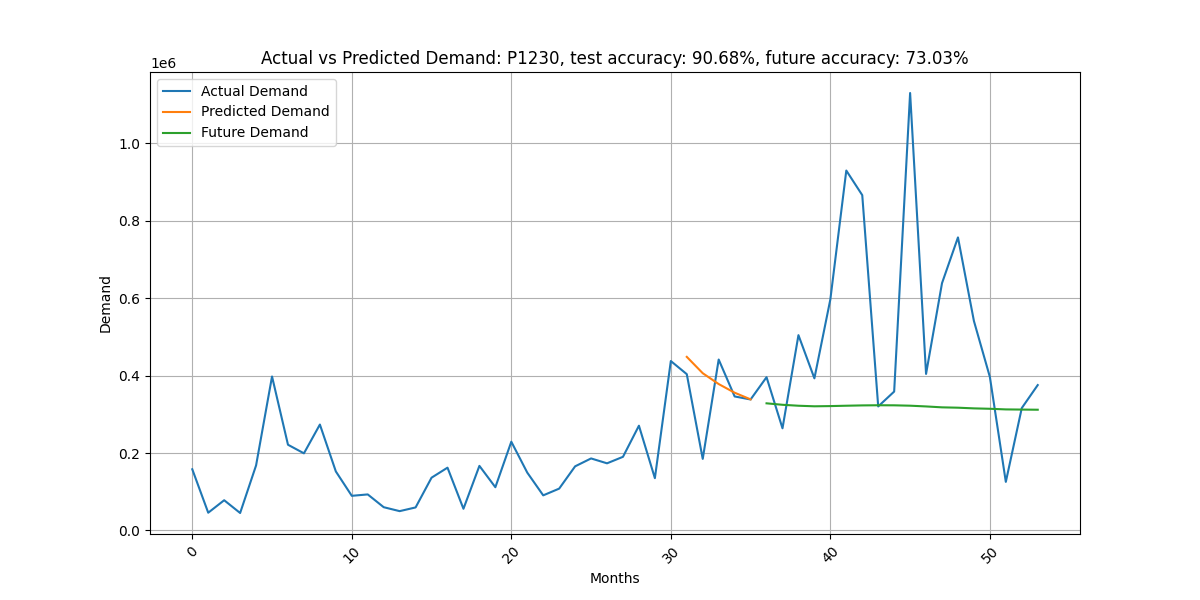 Actual vs Predicted Demand: P1230, test accuracy: 90.68%, future accuracy: 73.03%
1e6
Actual Demand
Predicted Demand
Future Demand
1.0
0.8
0.6
0.4
0.2
0.0
Demand
0
10
20
30
40
50
Months